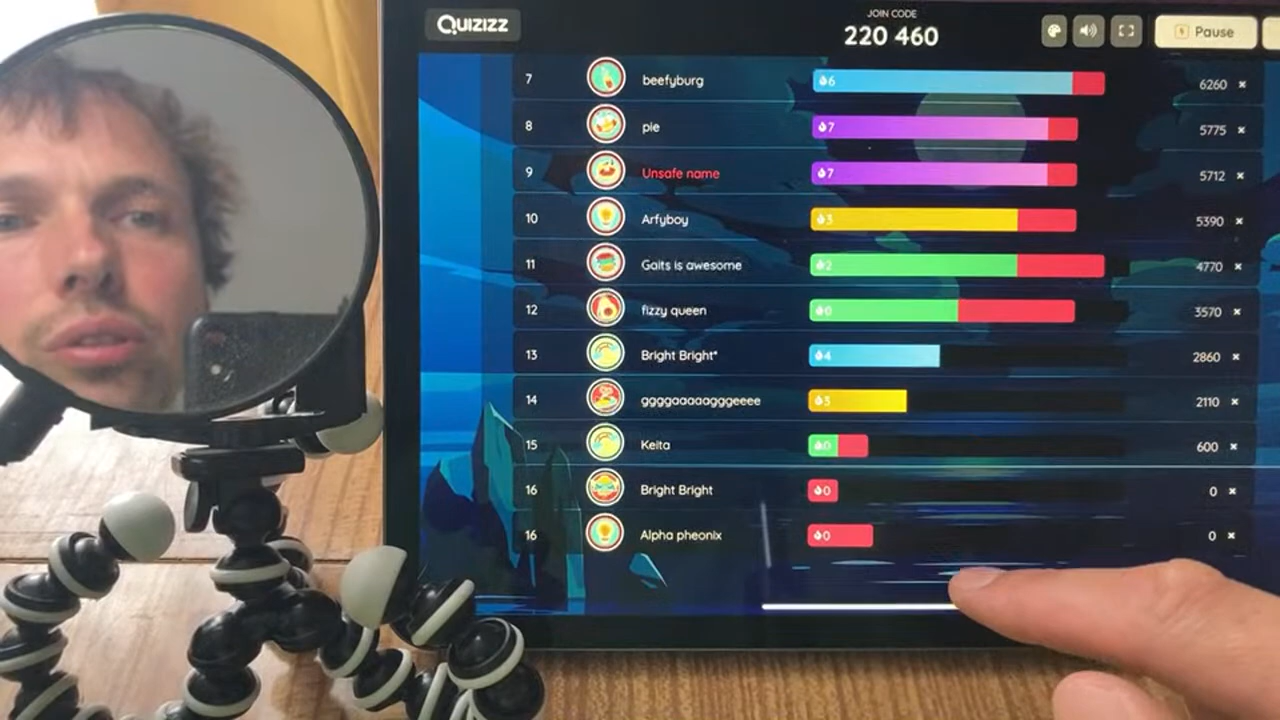 Quizizz
JOIN CODE
220 460
Pause
7 beefyburg 6 6260 ×
8 pie 7 5775 ×
9 Unsafe name 7 5712 ×
10 Arfyboy 3 5390 ×
11 Gaits is awesome 2 4770 ×
12 fizzy queen 0 3570 ×
13 Bright Bright* 4 2860 ×
14 ggggaaaaagggeeee 3 2110 ×
15 Keita 0 600 ×
16 Bright Bright 0 0 ×
16 Alpha pheonix 0 0 ×